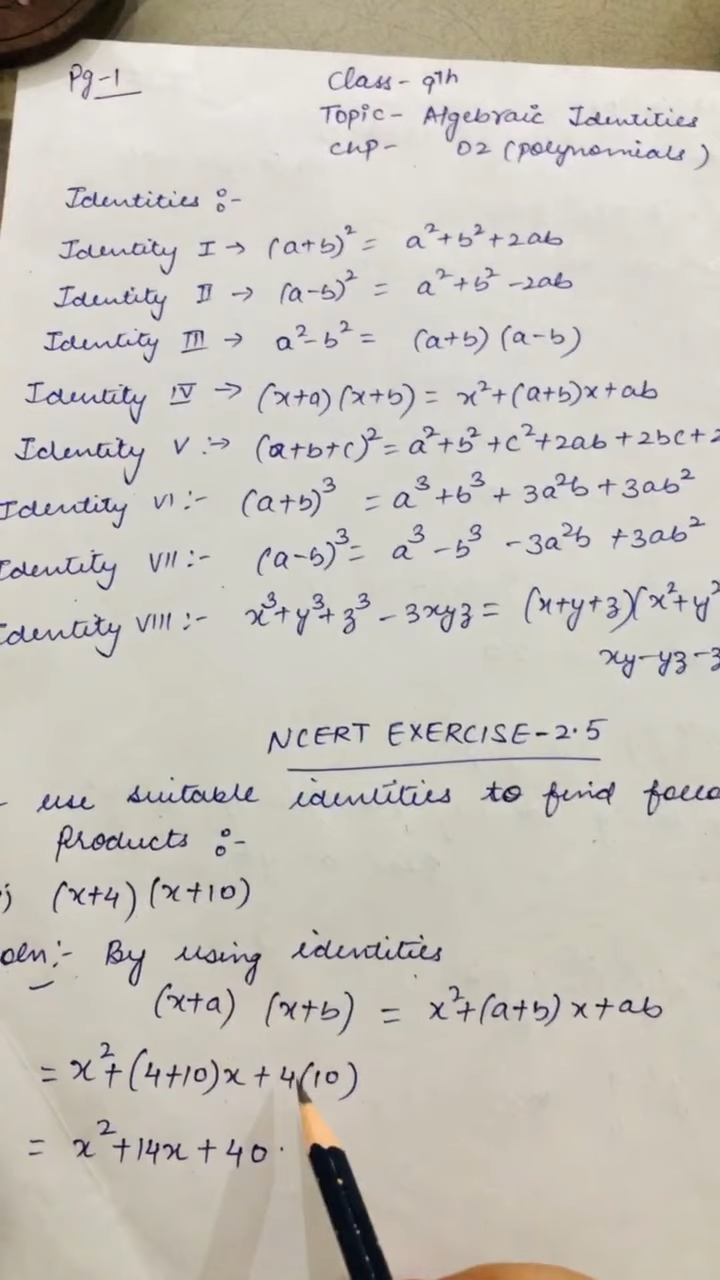 Pg-1
Class- 9th
Topic- Algebraic Identities
CHP- 02 (polynomials)
Identities :-
Identity I → (a+b)² = a²+b²+2ab
Identity II → (a-b)² = a²+b²-2ab
Identity III → a²-b² = (a+b) (a-b)
Identity IV → (x+a) (x+b) = x²+(a+b)x+ab
Identity V :→ (a+b+c)² = a²+b²+c²+2ab+2bc+2
Identity VI :- (a+b)³ = a³+b³+3a²b+3ab²
Identity VII :- (a-b)³ = a³-b³-3a²b+3ab²
Identity VIII :- x³+y³+z³-3xyz = (x+y+z)(x²+y²
xy-yz-z
NCERT EXERCISE-2.5
use suitable identities to find
Products :-
(x+4) (x+10)
oln:- By using identities
(x+a) (x+b) = x²+(a+b)x+ab
= x²+(4+10)x+4(10)
= x²+14x+40.